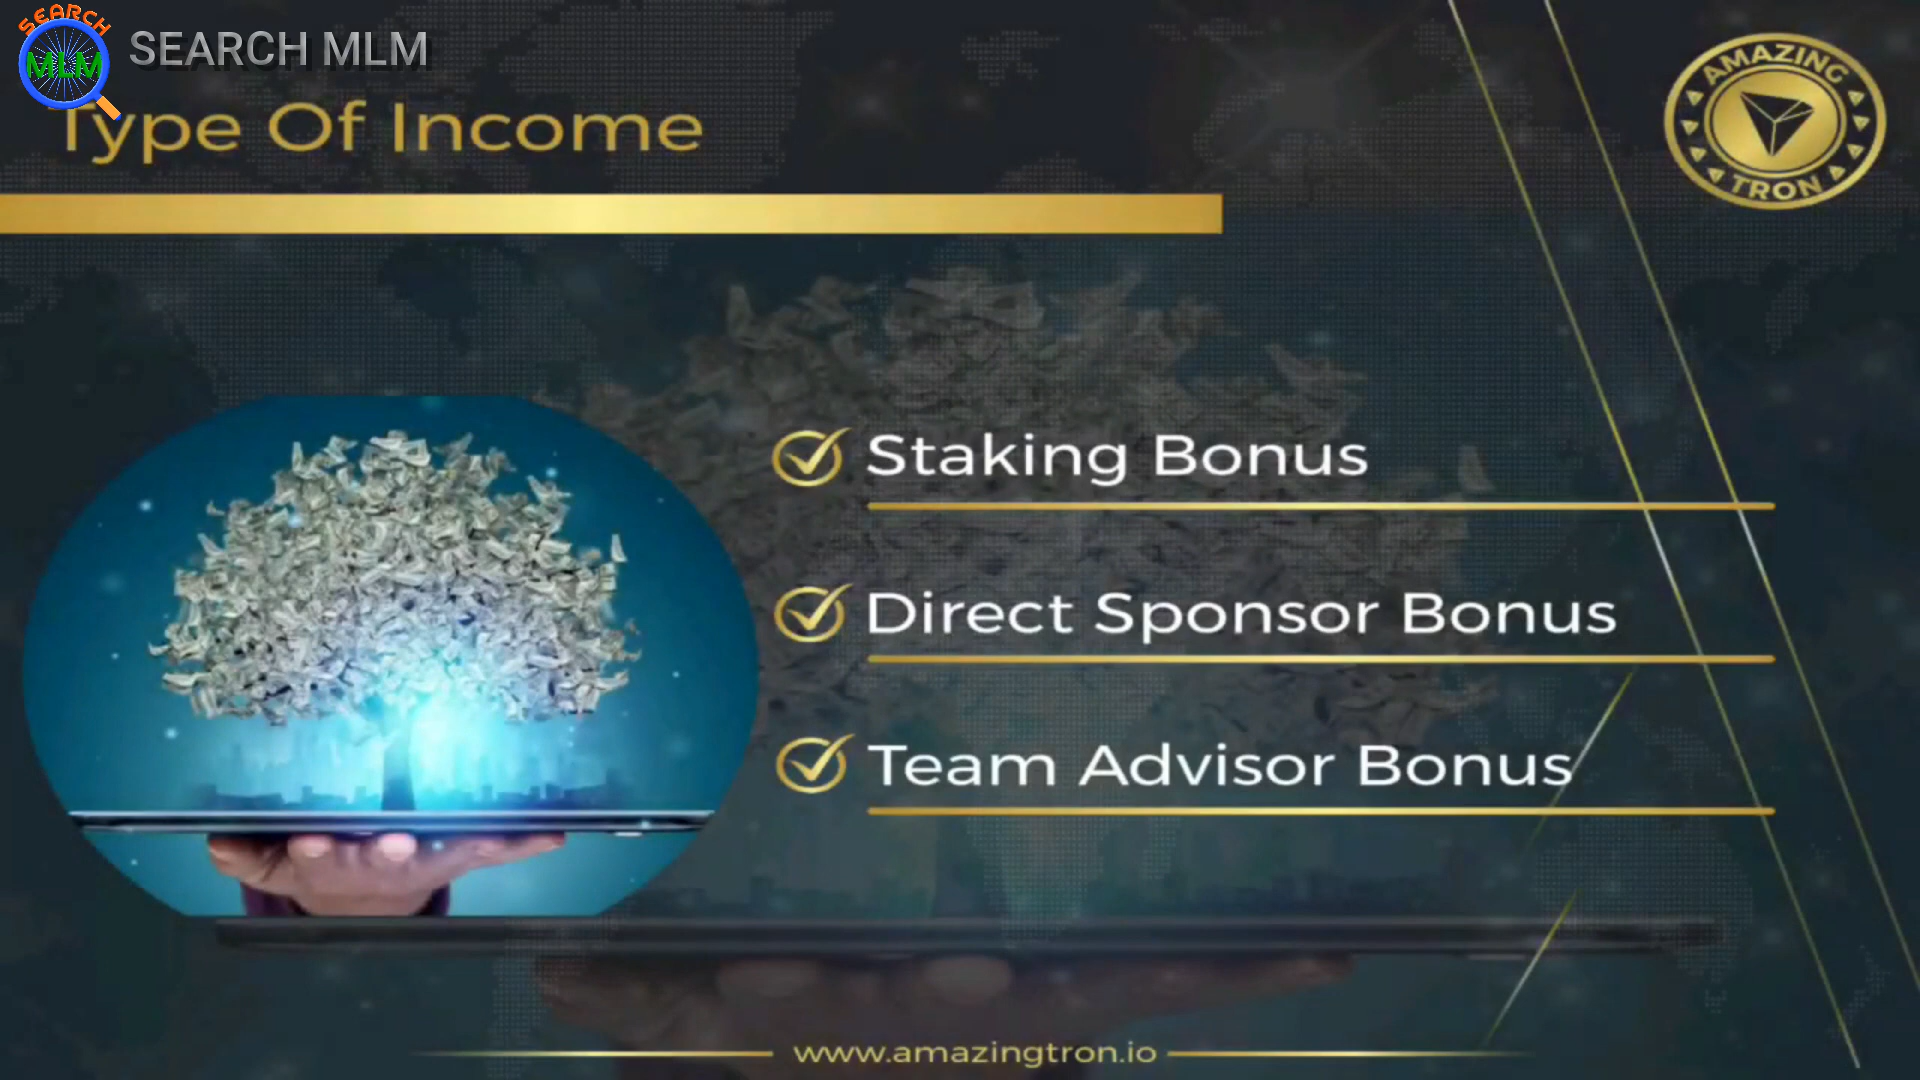 SEARCH
MLM
SEARCH MLM
Type Of Income
AMAZING
TRON
Staking Bonus
Direct Sponsor Bonus
Team Advisor Bonus
www.amazingtron.io